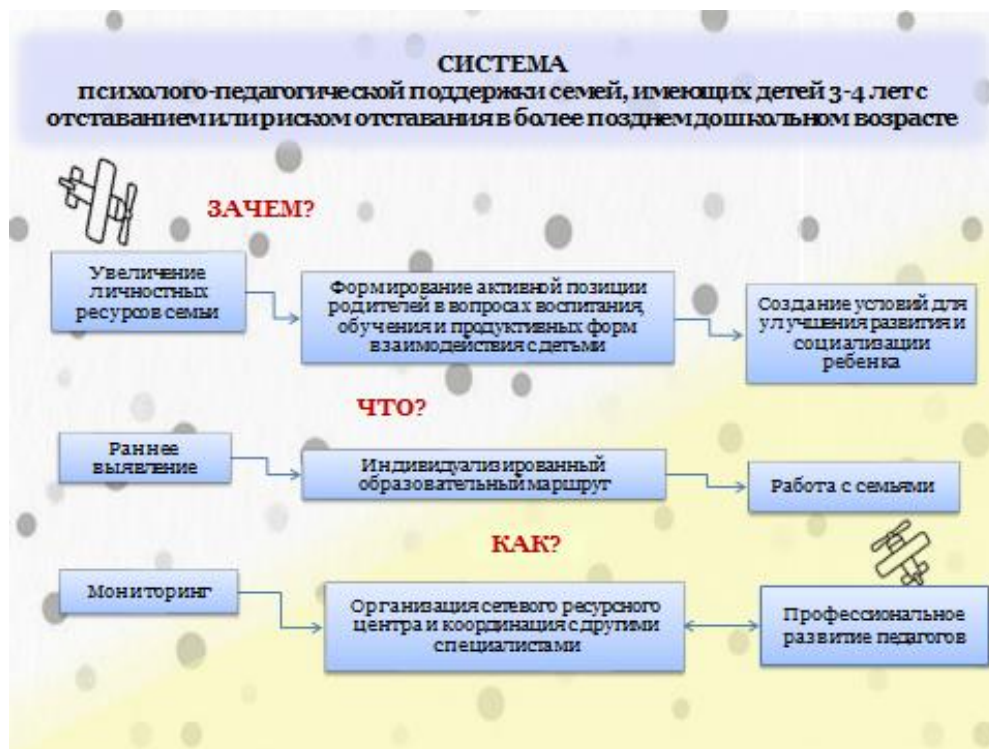 СИСТЕМА
психолого-педагогической поддержки семей, имеющих детей 3-4 лет с
отставанием или риском отставания в более позднем дошкольном возрасте
ЗАЧЕМ?
Увеличение
личностных
ресурсов семьи
Формирование активной позиции
родителей в вопросах воспитания,
обучения и продуктивных форм
взаимодействия с детьми
Создание условий для
улучшения развития и
социализации
ребенка
ЧТО?
Раннее
выявление
Индивидуализированный
образовательный маршрут
Работа с семьями
КАК?
Мониторинг
Организация сетевого ресурсного
центра и координация с другими
специалистами
Профессиональное
развитие педагогов